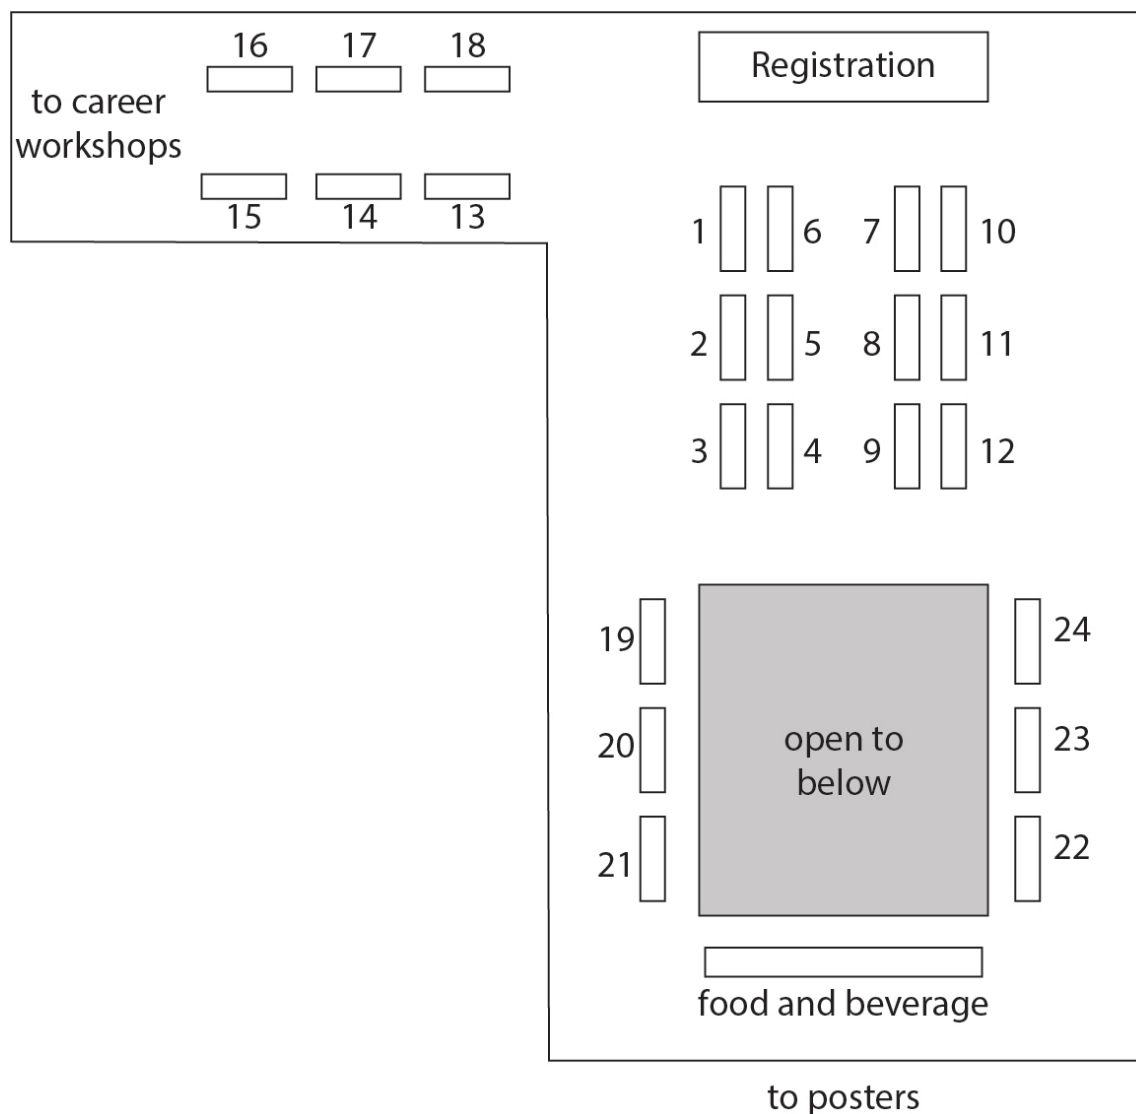 16 17 18
Registration
to career
workshops
15 14 13
1 6 7 10
2 5 8 11
3 4 9 12
19 24
20 23
open to
below
21 22
food and beverage
to posters